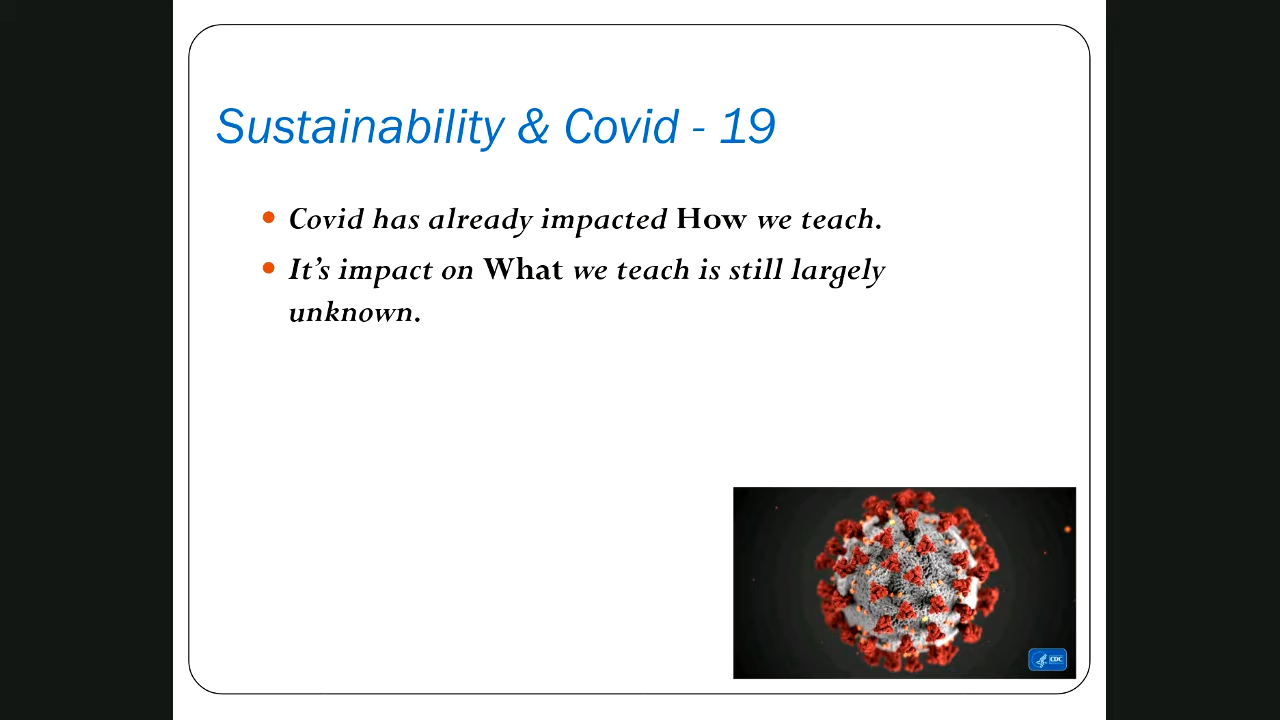 Sustainability & Covid - 19
Covid has already impacted How we teach.
It’s impact on What we teach is still largely
unknown.
CDC